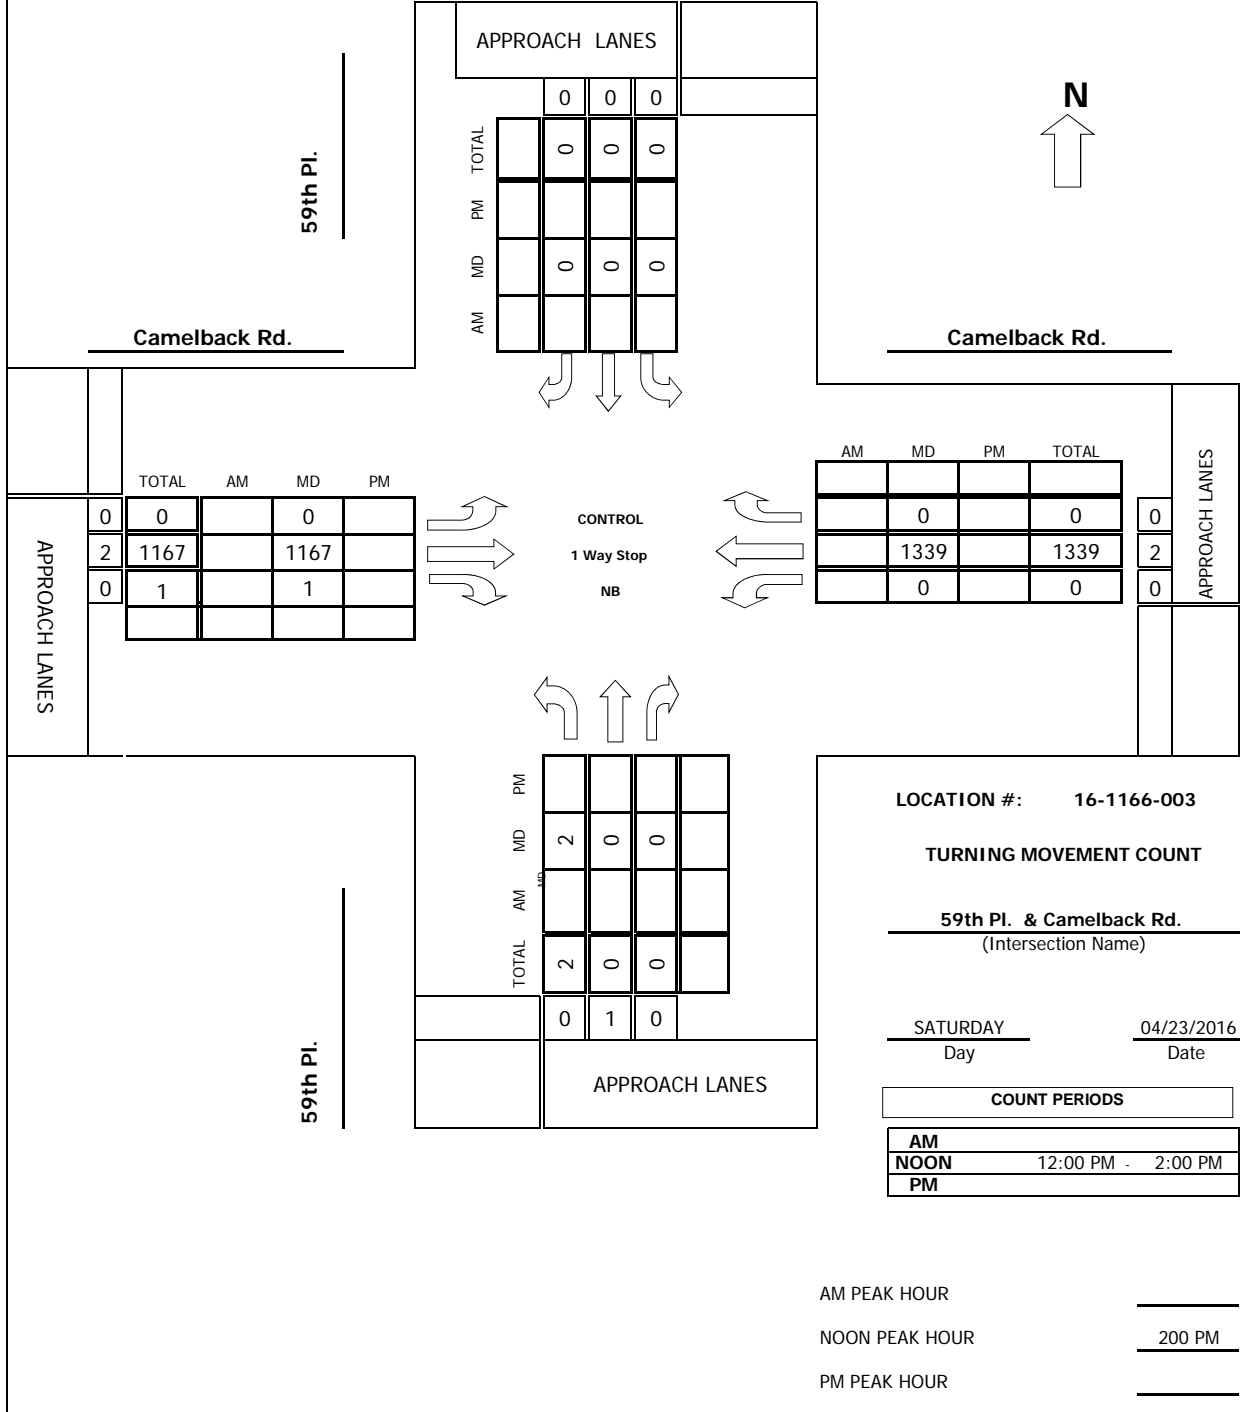 APPROACH LANES
0 0 0
TOTAL 0 0 0
PM
MD 0 0 0
AM
N
59th Pl.
Camelback Rd.
Camelback Rd.
TOTAL AM MD PM
0 0 0
2 1167 1167
0 1 1
APPROACH LANES
CONTROL
1 Way Stop
NB
AM MD PM TOTAL
0 0 0
1339 1339 2
0 0 0
APPROACH LANES
PM
MD 2 0 0
AM
MD
TOTAL 2 0 0
0 1 0
APPROACH LANES
59th Pl.
LOCATION #: 16-1166-003
TURNING MOVEMENT COUNT
59th Pl. & Camelback Rd.
(Intersection Name)
SATURDAY 04/23/2016
Day Date
COUNT PERIODS
AM
NOON 12:00 PM - 2:00 PM
PM
AM PEAK HOUR
NOON PEAK HOUR 200 PM
PM PEAK HOUR